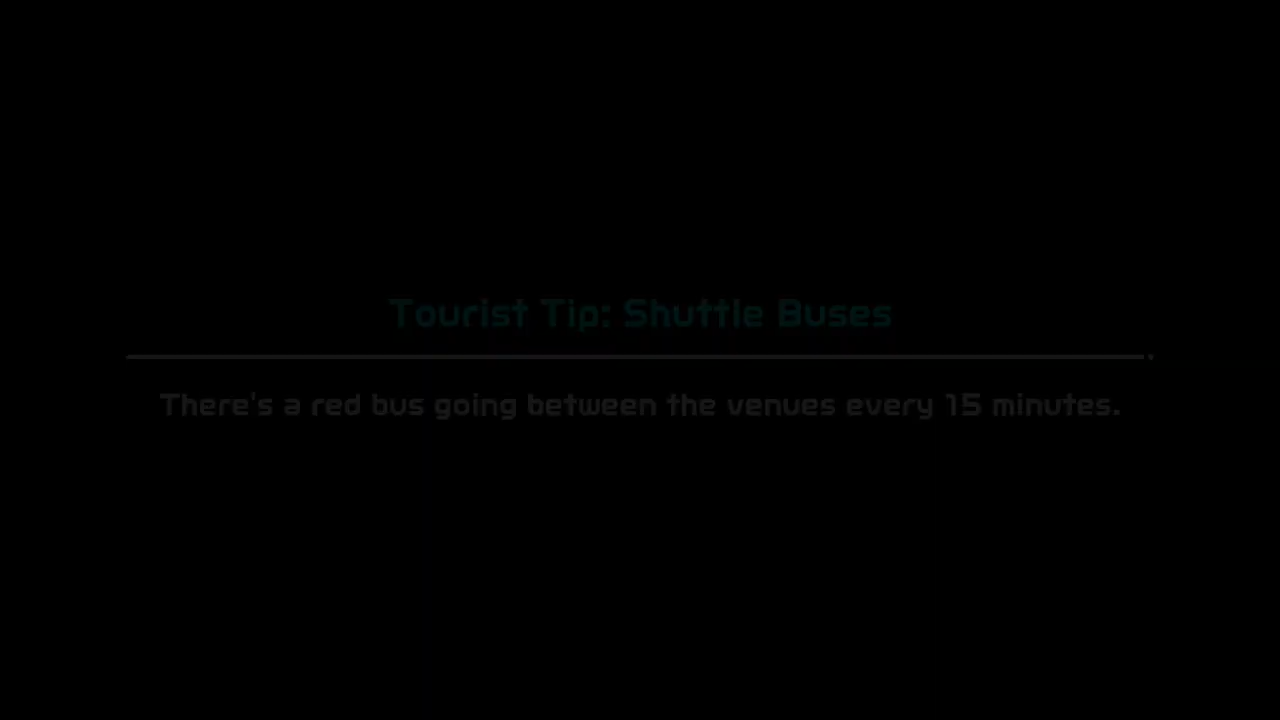 Tourist Tip: Shuttle Buses
There's a red bus going between the venues every 15 minutes.